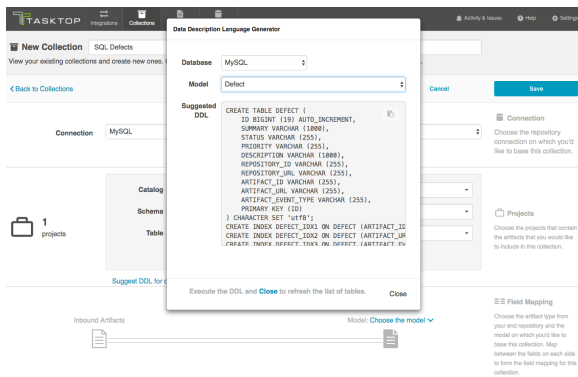 TASKTOP
Integrations
Collections
Activity & Issues
Help
Settings
New Collection
SQL Defects
View your existing collections and create new ones.
Back to Collections
Cancel
Save
Connection
MySQL
Connection
Choose the repository
connection on which you'd
like to base this collection.
1
projects
Catalog
Schema
Table
Suggest DDL for
Projects
Choose the projects that contain
the artifacts that you would like
to include in this collection.
Inbound Artifacts
Model: Choose the model
Field Mapping
Choose the artifact type from
your end repository and the
model on which you'd like to
base this collection. Map
between the fields on each side
to form the field mapping for this
collection.
Data Description Language Generator
Database
MySQL
Model
Defect
Suggested
DDL
CREATE TABLE DEFECT (
ID BIGINT (19) AUTO_INCREMENT,
SUMMARY VARCHAR (1000),
STATUS VARCHAR (255),
PRIORITY VARCHAR (255),
DESCRIPTION VARCHAR (1000),
REPOSITORY_ID VARCHAR (255),
REPOSITORY_URL VARCHAR (255),
ARTIFACT_ID VARCHAR (255),
ARTIFACT_URL VARCHAR (255),
ARTIFACT_EVENT_TYPE VARCHAR (255),
PRIMARY KEY (ID)
) CHARACTER SET 'utf8';
CREATE INDEX DEFECT_IDX1 ON DEFECT (ARTIFACT_ID
CREATE INDEX DEFECT_IDX2 ON DEFECT (ARTIFACT_UR
CREATE INDEX DEFECT_IDX3 ON DEFECT (ARTIFACT_EV
Execute the DDL and Close to refresh the list of tables.
Close